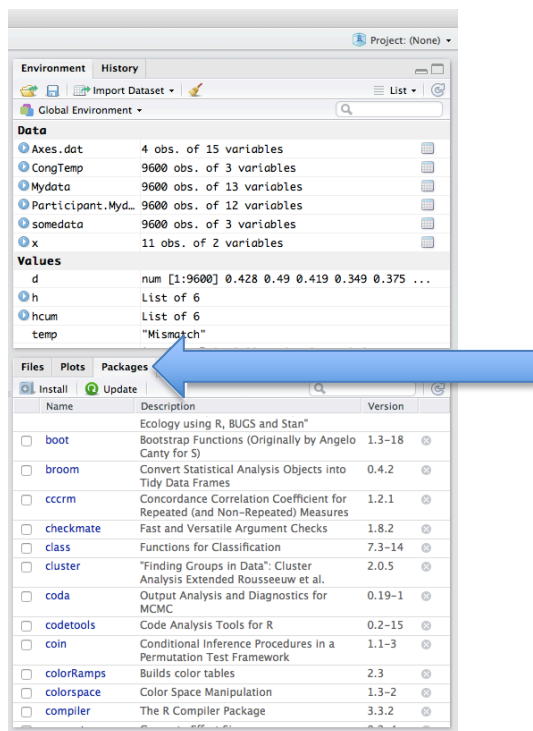 Project: (None)
Environment History
Import Dataset List
Global Environment
Data
Axes.dat 4 obs. of 15 variables
CongTemp 9600 obs. of 3 variables
Mydata 9600 obs. of 13 variables
Participant.Myd… 9600 obs. of 12 variables
somedata 9600 obs. of 3 variables
x 11 obs. of 2 variables
Values
d num [1:9600] 0.428 0.49 0.419 0.349 0.375 ...
h List of 6
hcum List of 6
temp "Mismatch"
Files Plots Packages
Install Update
Name Description Version
Ecology using R, BUGS and Stan"
boot Bootstrap Functions (Originally by Angelo 1.3-18
Canty for S)
broom Convert Statistical Analysis Objects into 0.4.2
Tidy Data Frames
cccrm Concordance Correlation Coefficient for 1.2.1
Repeated (and Non-Repeated) Measures
checkmate Fast and Versatile Argument Checks 1.8.2
class Functions for Classification 7.3-14
cluster "Finding Groups in Data": Cluster 2.0.5
Analysis Extended Rousseeuw et al.
coda Output Analysis and Diagnostics for 0.19-1
MCMC
codetools Code Analysis Tools for R 0.2-15
coin Conditional Inference Procedures in a 1.1-3
Permutation Test Framework
colorRamps Builds color tables 2.3
colorspace Color Space Manipulation 1.3-2
compiler The R Compiler Package 3.3.2